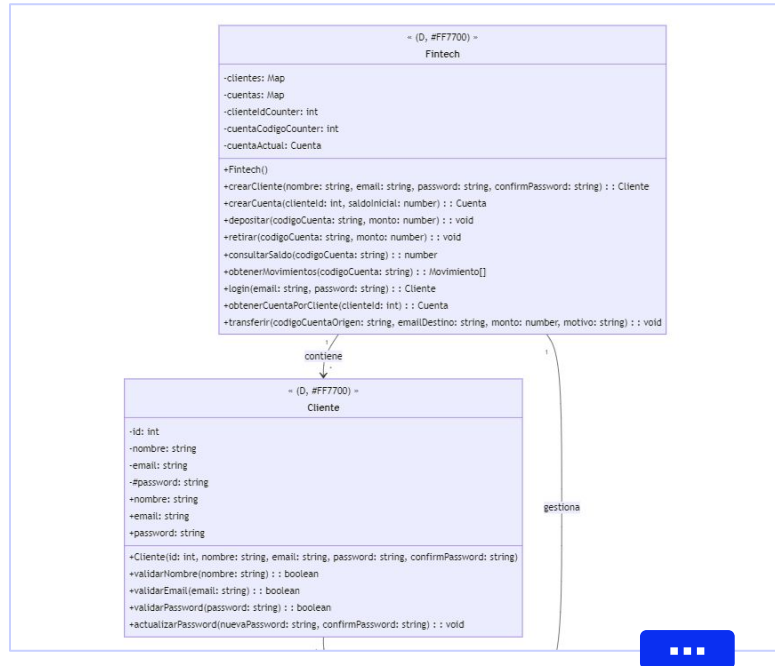 « (D, #FF7700) »
Fintech
-clientes: Map
-cuentas: Map
-clienteIdCounter: int
-cuentaCodigoCounter: int
-cuentaActual: Cuenta
+Fintech()
+crearCliente(nombre: string, email: string, password: string, confirmPassword: string) : : Cliente
+crearCuenta(clienteId: int, saldoInicial: number) : : Cuenta
+depositar(codigoCuenta: string, monto: number) : : void
+retirar(codigoCuenta: string, monto: number) : : void
+consultarSaldo(codigoCuenta: string) : : number
+obtenerMovimientos(codigoCuenta: string) : : Movimiento[]
+login(email: string, password: string) : : Cliente
+obtenerCuentaPorCliente(clienteId: int) : : Cuenta
+transferir(codigoCuentaOrigen: string, emailDestino: string, monto: number, motivo: string) : : void
1
1
contiene
*
« (D, #FF7700) »
Cliente
-id: int
-nombre: string
-email: string
-#password: string
+nombre: string
+email: string
+password: string
gestiona
+Cliente(id: int, nombre: string, email: string, password: string, confirmPassword: string)
+validarNombre(nombre: string) : : boolean
+validarEmail(email: string) : : boolean
+validarPassword(password: string) : : boolean
+actualizarPassword(nuevaPassword: string, confirmPassword: string) : : void